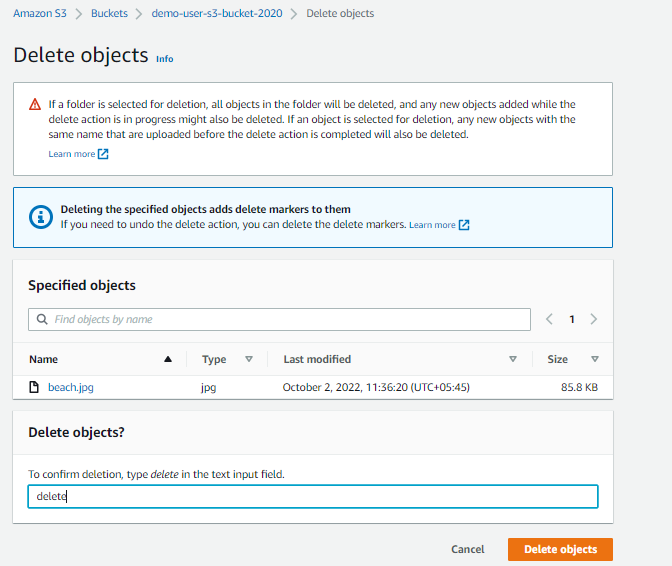 Amazon S3 > Buckets > demo-user-s3-bucket-2020 > Delete objects
Delete objects Info
If a folder is selected for deletion, all objects in the folder will be deleted, and any new objects added while the
delete action is in progress might also be deleted. If an object is selected for deletion, any new objects with the
same name that are uploaded before the delete action is completed will also be deleted.
Learn more
Deleting the specified objects adds delete markers to them
If you need to undo the delete action, you can delete the delete markers. Learn more
Specified objects
Find objects by name
1
Name Type Last modified Size
beach.jpg jpg October 2, 2022, 11:36:20 (UTC+05:45) 85.8 KB
Delete objects?
To confirm deletion, type delete in the text input field.
delete
Cancel Delete objects